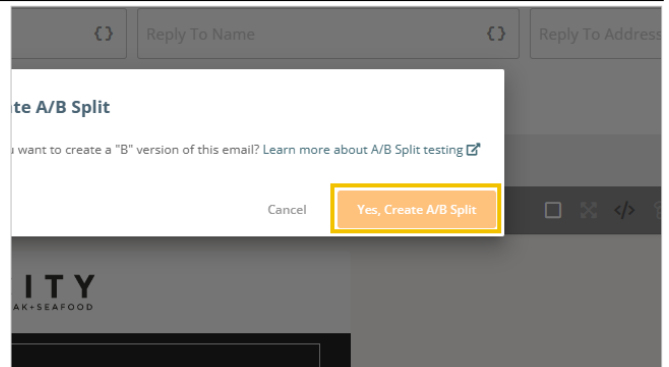 {} Reply To Name {} Reply To Address
te A/B Split
want to create a "B" version of this email? Learn more about A/B Split testing
Cancel Yes, Create A/B Split
</>
ITY
AK+SEAFOOD